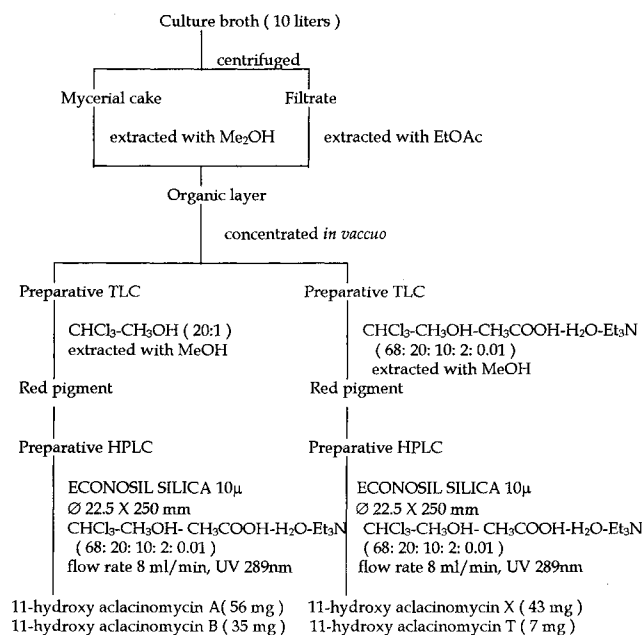 Culture broth ( 10 liters )
centrifuged
Mycerial cake
Filtrate
extracted with Me₂OH
extracted with EtOAc
Organic layer
concentrated in vaccuo
Preparative TLC
CHCl₃-CH₃OH ( 20:1 )
extracted with MeOH
Red pigment
Preparative HPLC
ECONOSIL SILICA 10μ
Ø 22.5 X 250 mm
CHCl₃-CH₃OH- CH₃COOH-H₂O-Et₃N
( 68: 20: 10: 2: 0.01 )
flow rate 8 ml/min, UV 289nm
11-hydroxy aclacinomycin A ( 56 mg )
11-hydroxy aclacinomycin B ( 35 mg )
Preparative TLC
CHCl₃-CH₃OH-CH₃COOH-H₂O-Et₃N
( 68: 20: 10: 2: 0.01 )
extracted with MeOH
Red pigment
Preparative HPLC
ECONOSIL SILICA 10μ
Ø 22.5 X 250 mm
CHCl₃-CH₃OH- CH₃COOH-H₂O-Et₃N
( 68: 20: 10: 2: 0.01 )
flow rate 8 ml/min, UV 289nm
11-hydroxy aclacinomycin X ( 43 mg )
11-hydroxy aclacinomycin T ( 7 mg )